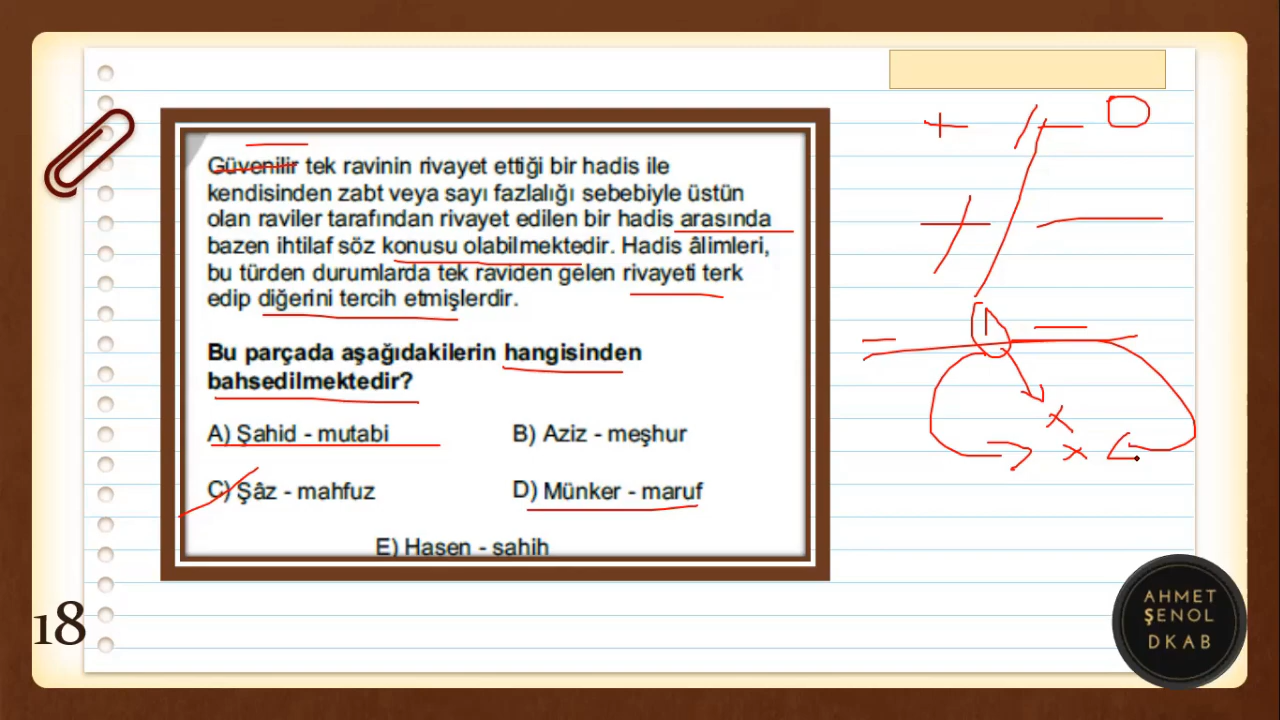 Güvenilir tek ravinin rivayet ettiği bir hadis ile
kendisinden zabt veya sayı fazlalığı sebebiyle üstün
olan raviler tarafından rivayet edilen bir hadis arasında
bazen ihtilaf söz konusu olabilmektedir. Hadis âlimleri,
bu türden durumlarda tek raviden gelen rivayeti terk
edip diğerini tercih etmişlerdir.
Bu parçada aşağıdakilerin hangisinden
bahsedilmektedir?
A) Şahid - mutabi
B) Aziz - meşhur
C) Şâz - mahfuz
D) Münker - maruf
E) Hasen - sahih
18
AHMET
ŞENOL
DKAB